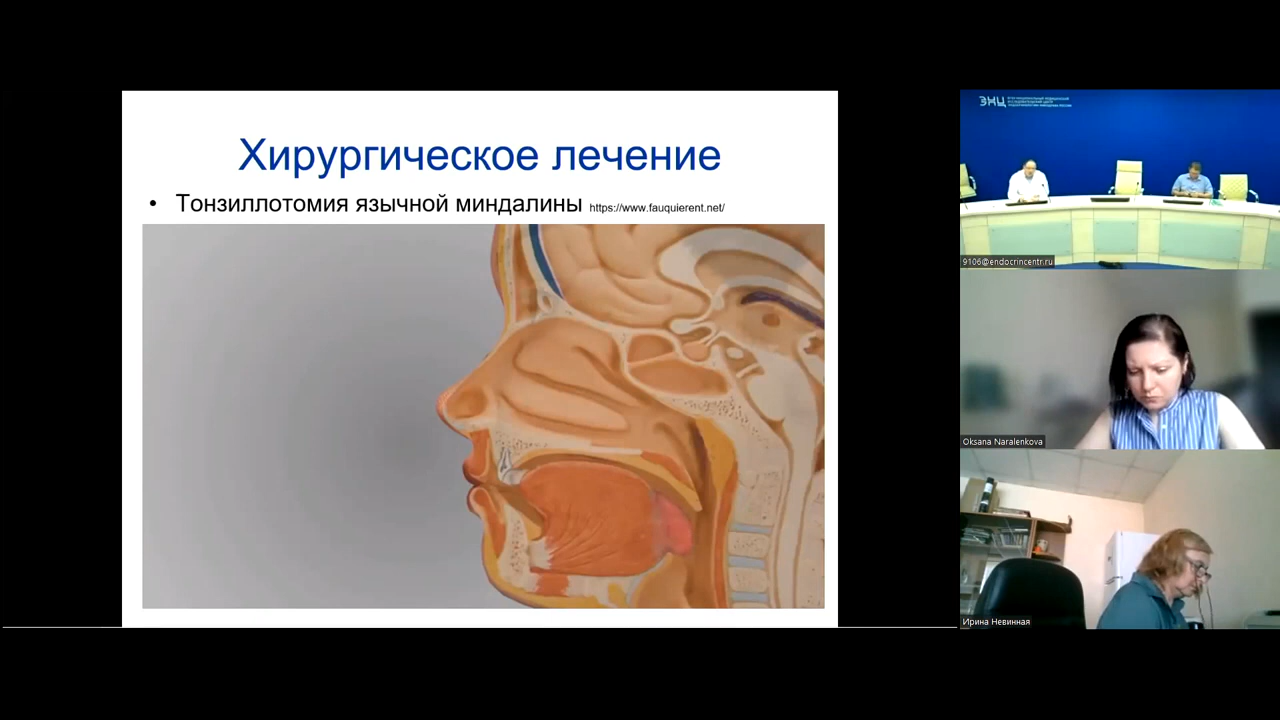 Хирургическое лечение
• Тонзиллотомия язычной миндалины https://www.fauquierent.net/
ЭНЦ
9106@endocrincentr.ru
Oksana Naralenkova
Ирина Невинная